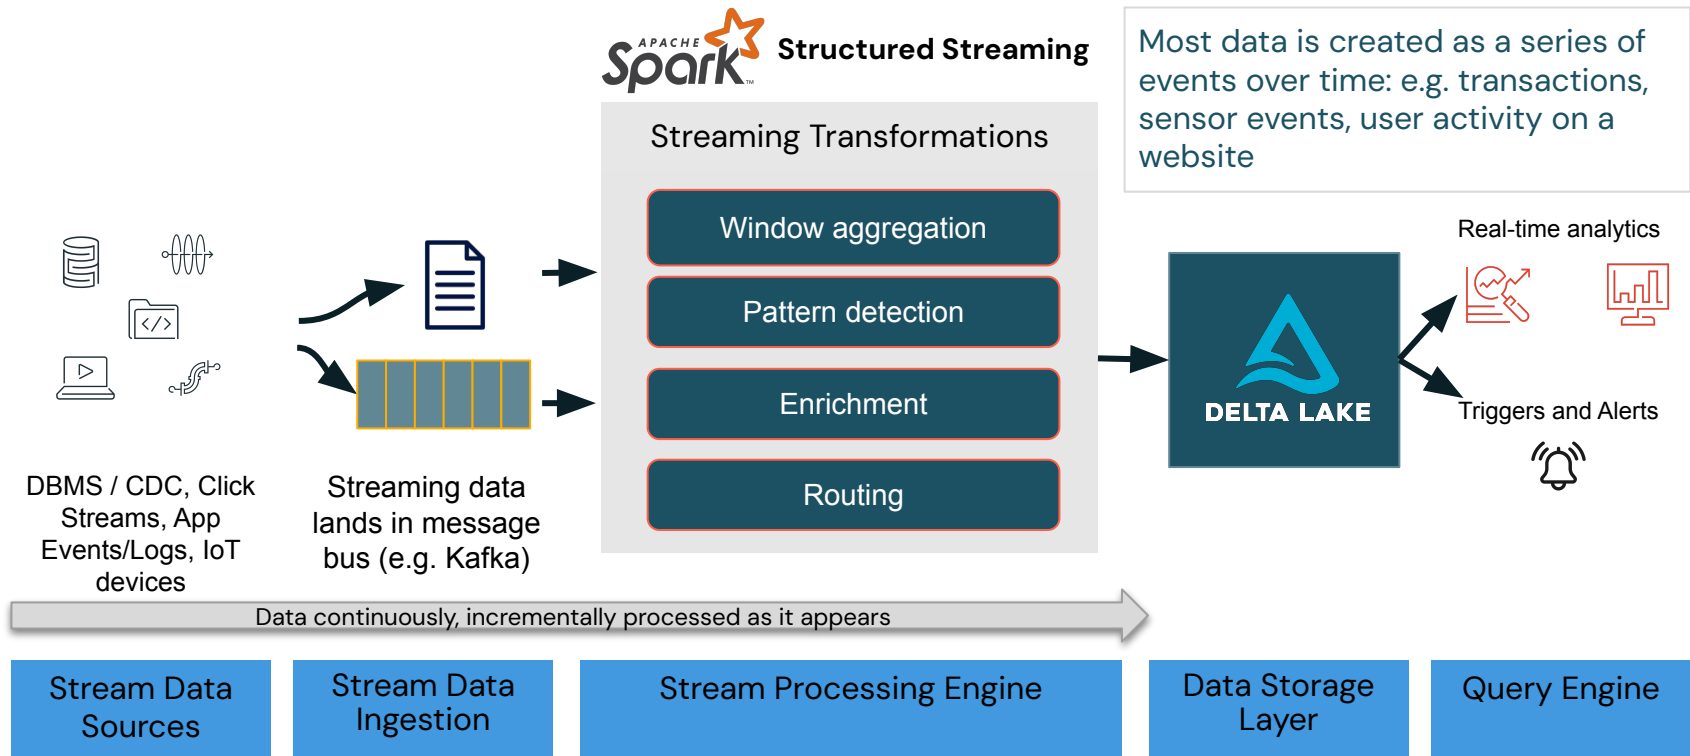 APACHE
Spark
TM
Structured Streaming
Most data is created as a series of
events over time: e.g. transactions,
sensor events, user activity on a
website
Streaming Transformations
Window aggregation
Pattern detection
Enrichment
Routing
DELTA LAKE
Real-time analytics
Triggers and Alerts
DBMS / CDC, Click
Streams, App
Events/Logs, IoT
devices
Streaming data
lands in message
bus (e.g. Kafka)
Data continuously, incrementally processed as it appears
Stream Data
Sources
Stream Data
Ingestion
Stream Processing Engine
Data Storage
Layer
Query Engine